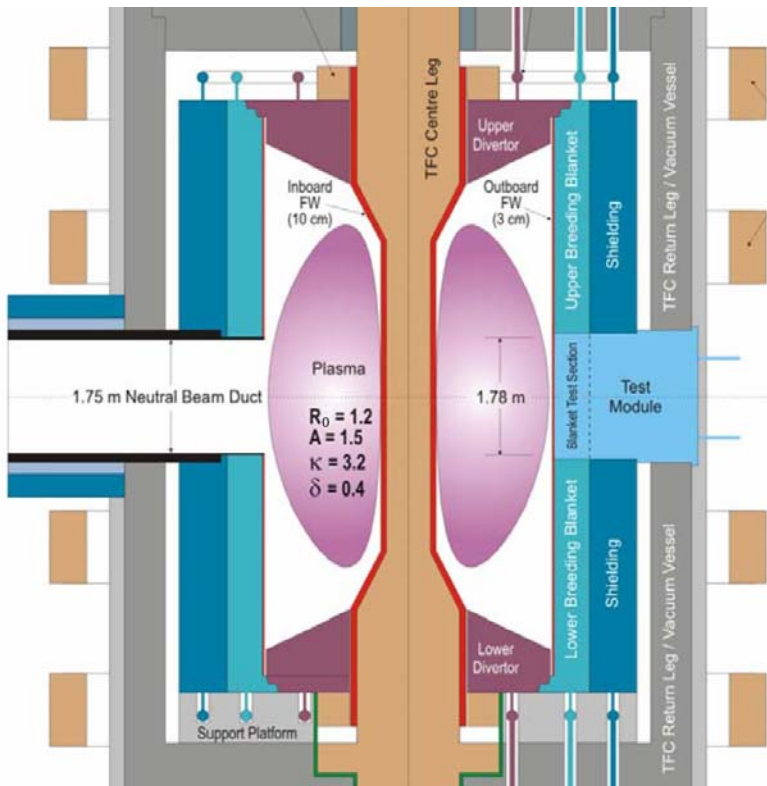 TFC Centre Leg
Upper
Divertor
Inboard
FW
(10 cm)
Outboard
FW
(3 cm)
Upper Breeding Blanket
Shielding
TFC Return Leg / Vacuum Vessel
Plasma
R₀ = 1.2
A = 1.5
κ = 3.2
δ = 0.4
1.75 m Neutral Beam Duct
1.78 m
Blanket Test Section
Test
Module
Lower Breeding Blanket
Shielding
TFC Return Leg / Vacuum Vessel
Lower
Divertor
Support Platform